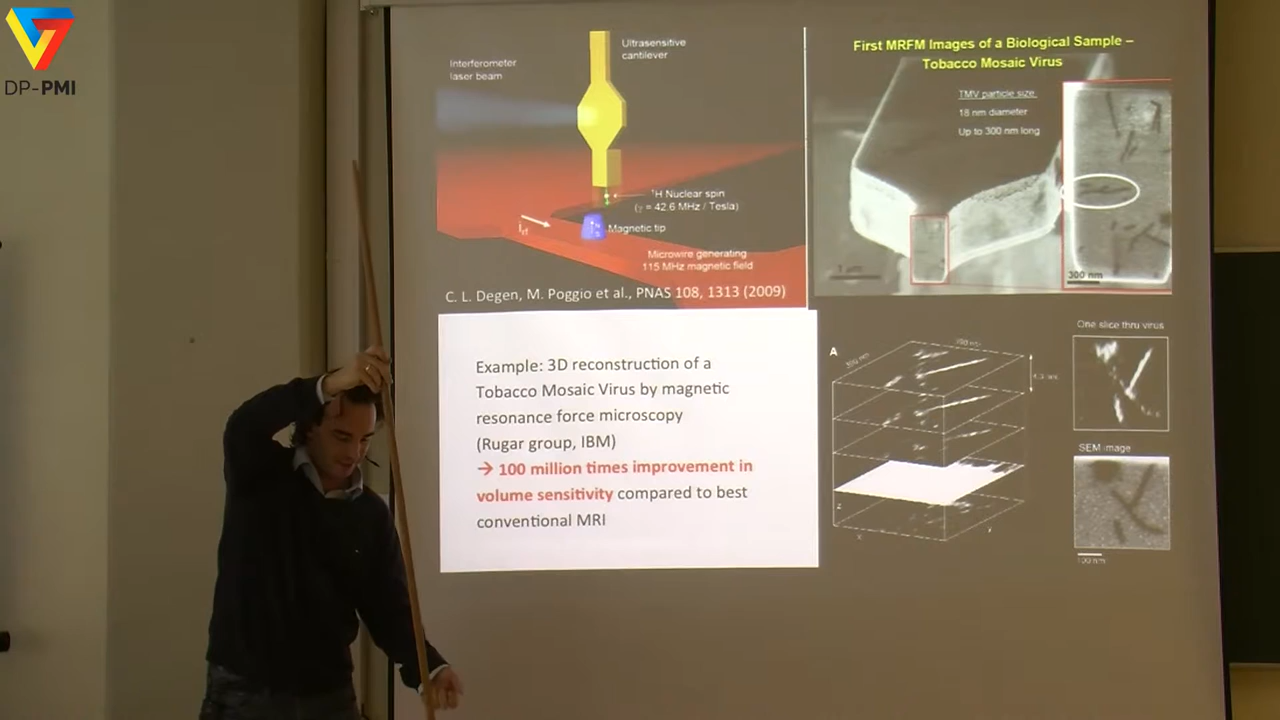 DP-PMI
Interferometer
laser beam
Ultrasensitive
cantilever
¹H Nuclear spin
(γ = 42.6 MHz / Tesla)
Magnetic tip
Microwire generating
115 MHz magnetic field
C. L. Degen, M. Poggio et al., PNAS 108, 1313 (2009)
First MRFM Images of a Biological Sample –
Tobacco Mosaic Virus
TMV particle size:
18 nm diameter
Up to 300 nm long
1 μm
300 nm
Example: 3D reconstruction of a
Tobacco Mosaic Virus by magnetic
resonance force microscopy
(Rugar group, IBM)
→ 100 million times improvement in
volume sensitivity compared to best
conventional MRI
A
z
x
One slice thru virus
SEM image
100 nm